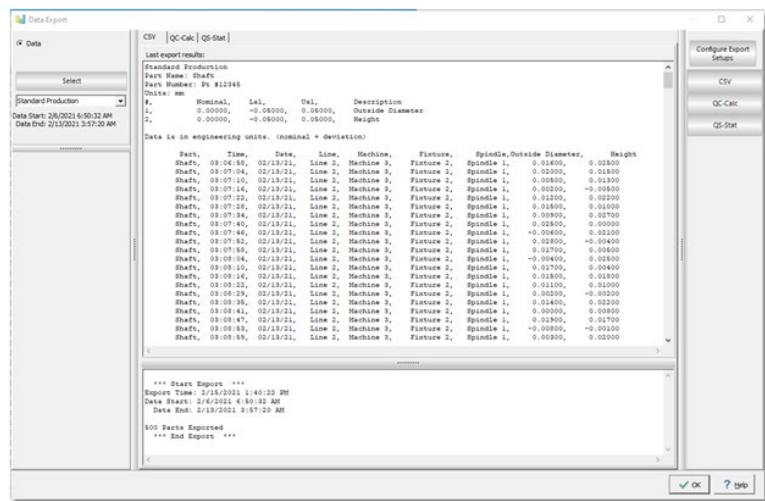 Data Export
Data
Select
Standard Production
Data Start: 2/6/2021 6:50:32 AM
Data End: 2/13/2021 3:57:20 AM
CSV QC-Calc QS-Stat
Last export results:
Standard Production
Part Name: Shaft
Part Number: Pt #12345
Units: mm
#, Nominal, Lsl, Usl, Description
1, 0.00000, -0.05000, 0.05000, Outside Diameter
2, 0.00000, -0.05000, 0.05000, Height
Data is in engineering units. (nominal + deviation)
Part, Time, Date, Line, Machine, Fixture, Spindle, Outside Diameter, Height
Shaft, 03:06:58, 02/13/21, Line 2, Machine 3, Fixture 2, Spindle 1, 0.01600, 0.02500
Shaft, 03:07:04, 02/13/21, Line 2, Machine 3, Fixture 2, Spindle 1, 0.02000, 0.01500
Shaft, 03:07:10, 02/13/21, Line 2, Machine 3, Fixture 2, Spindle 1, 0.00500, 0.01300
Shaft, 03:07:16, 02/13/21, Line 2, Machine 3, Fixture 2, Spindle 1, 0.00200, -0.00500
Shaft, 03:07:22, 02/13/21, Line 2, Machine 3, Fixture 2, Spindle 1, 0.01200, 0.02200
Shaft, 03:07:28, 02/13/21, Line 2, Machine 3, Fixture 2, Spindle 1, 0.01500, 0.01000
Shaft, 03:07:34, 02/13/21, Line 2, Machine 3, Fixture 2, Spindle 1, 0.00900, 0.02700
Shaft, 03:07:40, 02/13/21, Line 2, Machine 3, Fixture 2, Spindle 1, 0.02500, 0.00000
Shaft, 03:07:46, 02/13/21, Line 2, Machine 3, Fixture 2, Spindle 1, -0.00600, 0.02100
Shaft, 03:07:52, 02/13/21, Line 2, Machine 3, Fixture 2, Spindle 1, 0.02800, -0.00400
Shaft, 03:07:58, 02/13/21, Line 2, Machine 3, Fixture 2, Spindle 1, 0.01700, 0.00500
Shaft, 03:08:04, 02/13/21, Line 2, Machine 3, Fixture 2, Spindle 1, -0.00400, 0.02500
Shaft, 03:08:10, 02/13/21, Line 2, Machine 3, Fixture 2, Spindle 1, 0.01700, 0.00400
Shaft, 03:08:16, 02/13/21, Line 2, Machine 3, Fixture 2, Spindle 1, 0.01500, 0.01800
Shaft, 03:08:22, 02/13/21, Line 2, Machine 3, Fixture 2, Spindle 1, 0.01100, 0.01000
Shaft, 03:08:29, 02/13/21, Line 2, Machine 3, Fixture 2, Spindle 1, 0.00200, -0.00200
Shaft, 03:08:35, 02/13/21, Line 2, Machine 3, Fixture 2, Spindle 1, 0.01400, 0.02200
Shaft, 03:08:41, 02/13/21, Line 2, Machine 3, Fixture 2, Spindle 1, 0.00000, 0.00800
Shaft, 03:08:47, 02/13/21, Line 2, Machine 3, Fixture 2, Spindle 1, 0.01900, 0.01700
Shaft, 03:08:53, 02/13/21, Line 2, Machine 3, Fixture 2, Spindle 1, -0.00800, -0.00100
Shaft, 03:08:59, 02/13/21, Line 2, Machine 3, Fixture 2, Spindle 1, 0.00300, 0.02000
*** Start Export ***
Export Time: 2/15/2021 1:40:22 PM
Data Start: 2/6/2021 6:50:32 AM
Data End: 2/13/2021 3:57:20 AM
500 Parts Exported
*** End Export ***
Configure Export
Setups
CSV
QC-Calc
QS-Stat
OK
? Help